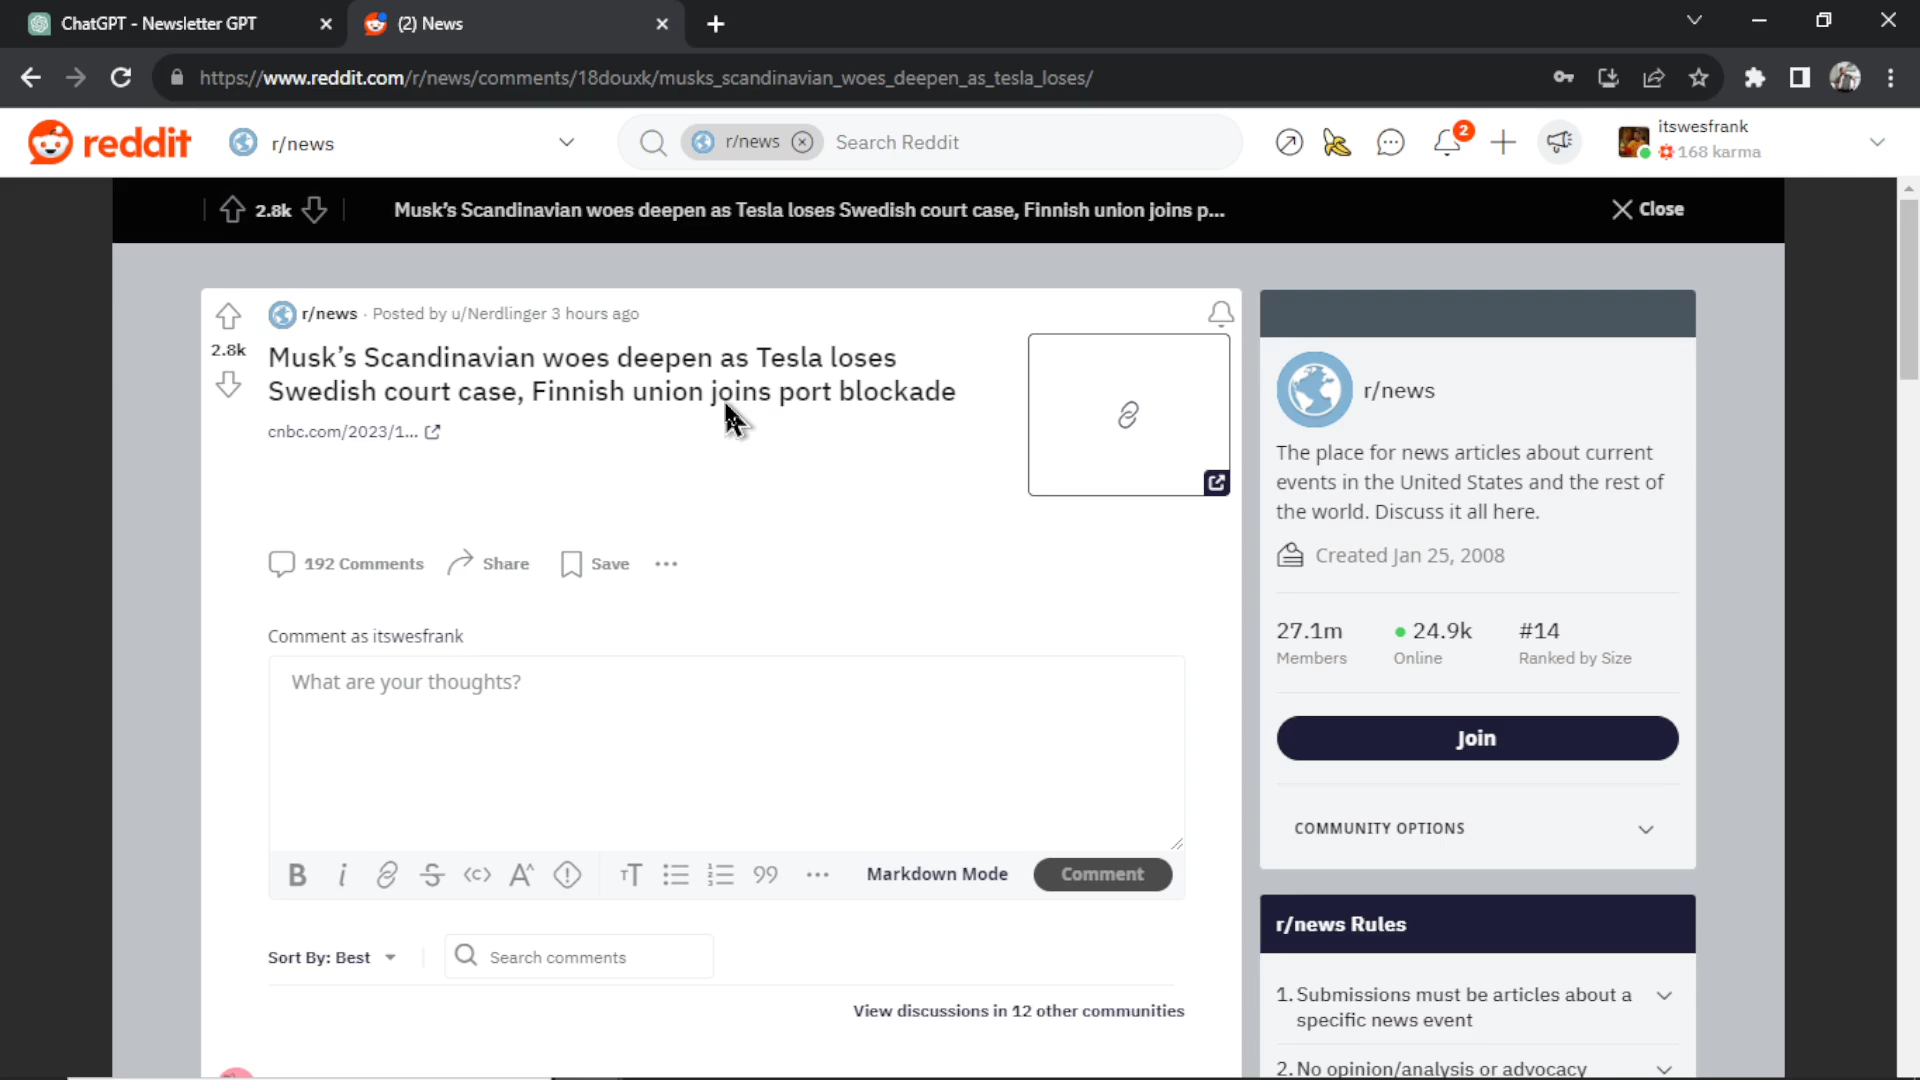 ChatGPT - Newsletter GPT
(2) News
https://www.reddit.com/r/news/comments/18douxk/musks_scandinavian_woes_deepen_as_tesla_loses/
reddit
r/news
r/news
Search Reddit
2
itswesfrank
168 karma
2.8k
Musk’s Scandinavian woes deepen as Tesla loses Swedish court case, Finnish union joins p...
Close
r/news · Posted by u/Nerdlinger 3 hours ago
2.8k
Musk’s Scandinavian woes deepen as Tesla loses
Swedish court case, Finnish union joins port blockade
cnbc.com/2023/1...
192 Comments
Share
Save
Comment as itswesfrank
What are your thoughts?
B i <c> A^ TT 99
Markdown Mode
Comment
Sort By: Best
Search comments
View discussions in 12 other communities
r/news
The place for news articles about current
events in the United States and the rest of
the world. Discuss it all here.
Created Jan 25, 2008
27.1m 24.9k #14
Members Online Ranked by Size
Join
COMMUNITY OPTIONS
r/news Rules
1. Submissions must be articles about a
specific news event
2. No opinion/analysis or advocacy